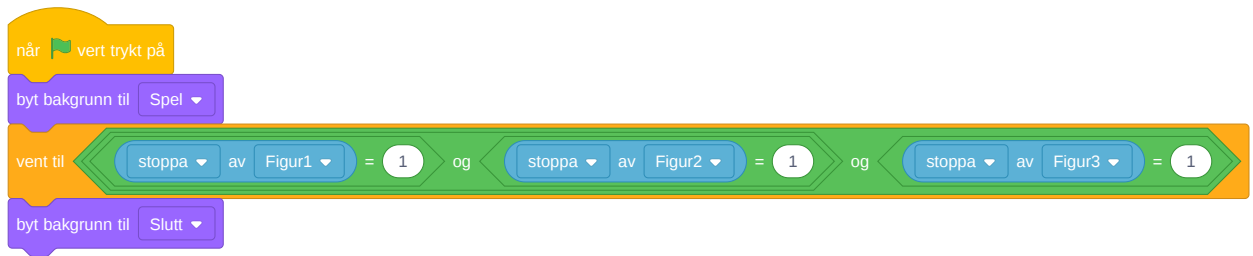 når vert trykt på
byt bakgrunn til Spel
vent til stoppa av Figur1 = 1 og stoppa av Figur2 = 1 og stoppa av Figur3 = 1
byt bakgrunn til Slutt